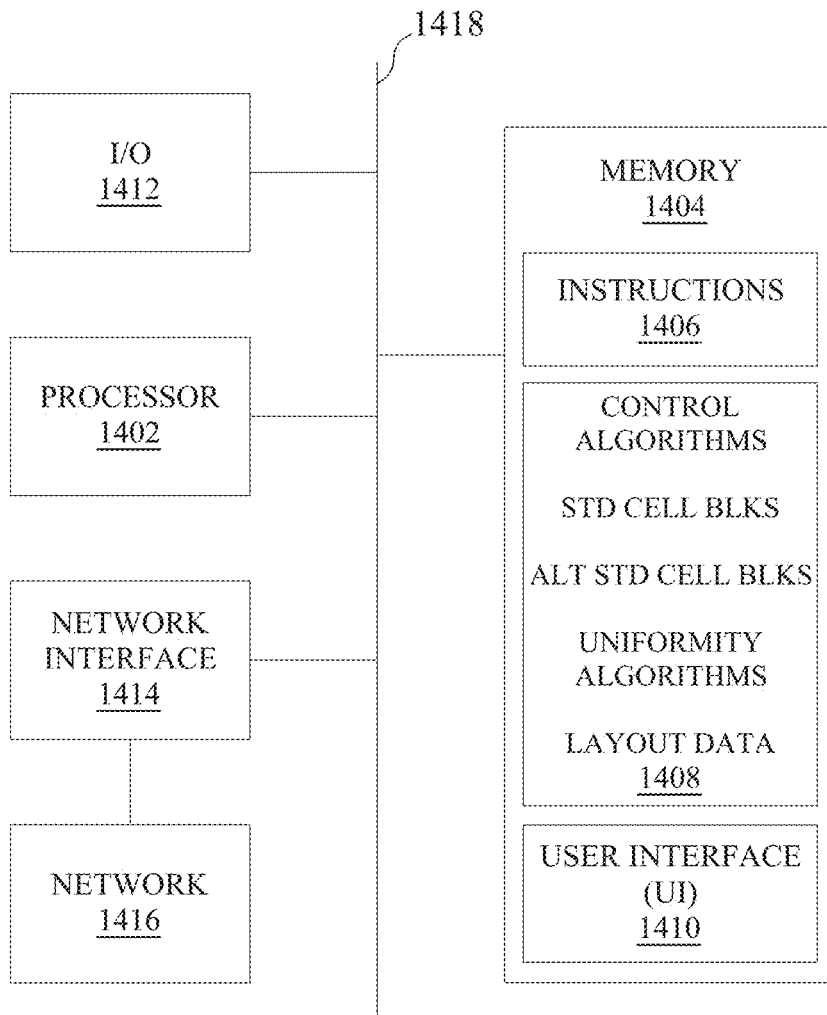 1418
I/O
1412
PROCESSOR
1402
NETWORK
INTERFACE
1414
NETWORK
1416
MEMORY
1404
INSTRUCTIONS
1406
CONTROL
ALGORITHMS
STD CELL BLKS
ALT STD CELL BLKS
UNIFORMITY
ALGORITHMS
LAYOUT DATA
1408
USER INTERFACE
(UI)
1410